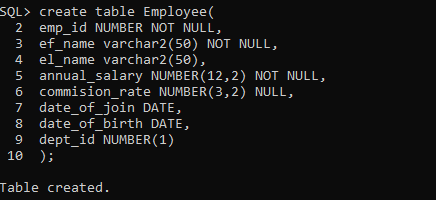 SQL> create table Employee(
  2  emp_id NUMBER NOT NULL,
  3  ef_name varchar2(50) NOT NULL,
  4  el_name varchar2(50),
  5  annual_salary NUMBER(12,2) NOT NULL,
  6  commision_rate NUMBER(3,2) NULL,
  7  date_of_join DATE,
  8  date_of_birth DATE,
  9  dept_id NUMBER(1)
 10  );
Table created.